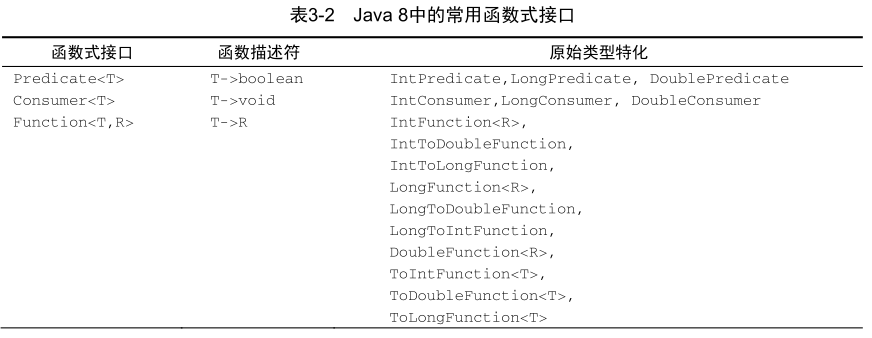 表3-2 Java 8中的常用函数式接口
函数式接口 函数描述符 原始类型特化
Predicate<T> T->boolean IntPredicate,LongPredicate, DoublePredicate
Consumer<T> T->void IntConsumer,LongConsumer, DoubleConsumer
Function<T,R> T->R IntFunction<R>,
IntToDoubleFunction,
IntToLongFunction,
LongFunction<R>,
LongToDoubleFunction,
LongToIntFunction,
DoubleFunction<R>,
ToIntFunction<T>,
ToDoubleFunction<T>,
ToLongFunction<T>